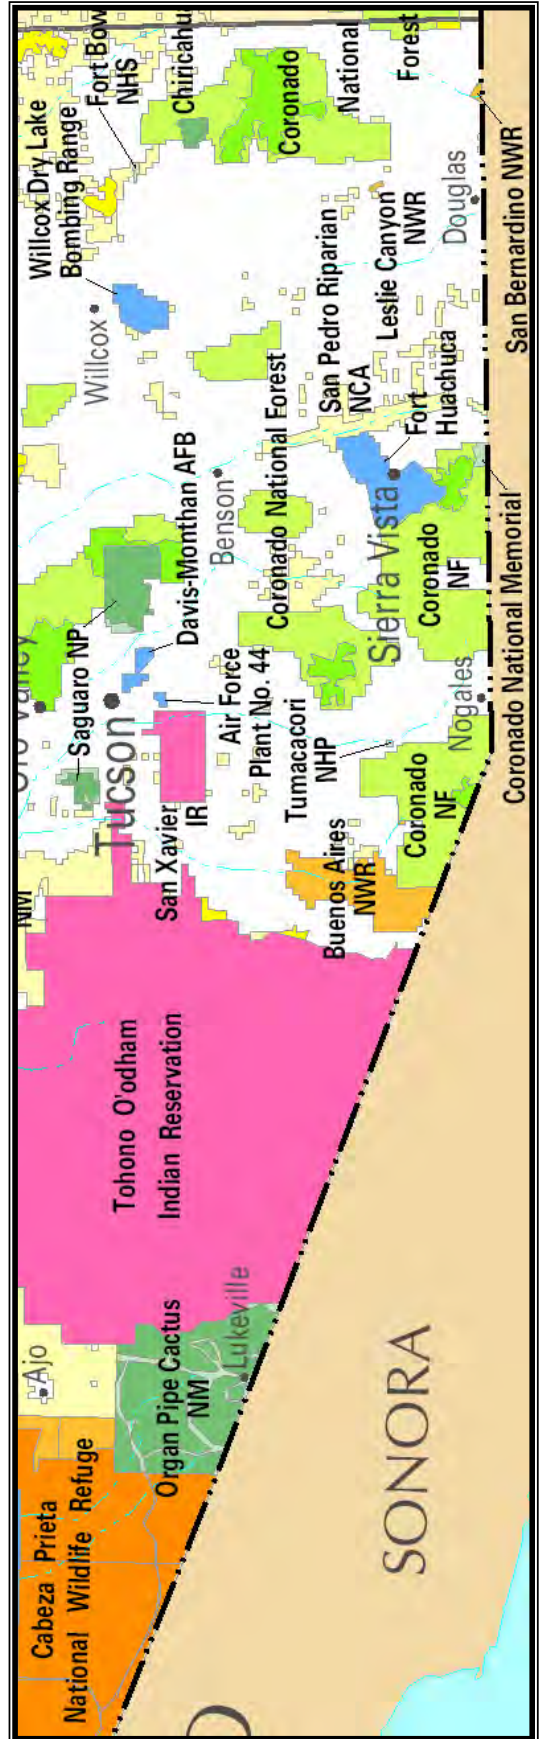 Cabeza Prieta
National Wildlife Refuge
Ajo
Organ Pipe Cactus
NM
Lukeville
SONORA
Tohono O'odham
Indian Reservation
NM
San Xavier
IR
Tucson
Saguaro NP
Davis-Monthan AFB
Air Force
Plant No. 44
Tumacacori
NHP
Buenos Aires
NWR
Coronado
NF
Nogales
Coronado National Memorial
Coronado National Forest
Benson
Sierra Vista
Coronado
NF
Fort
Huachuca
San Pedro Riparian
NCA
Leslie Canyon
NWR
Willcox
Willcox Dry Lake
Bombing Range
Fort Bow
NHS
Chiricahu
Coronado
National
Forest
Douglas
San Bernardino NWR